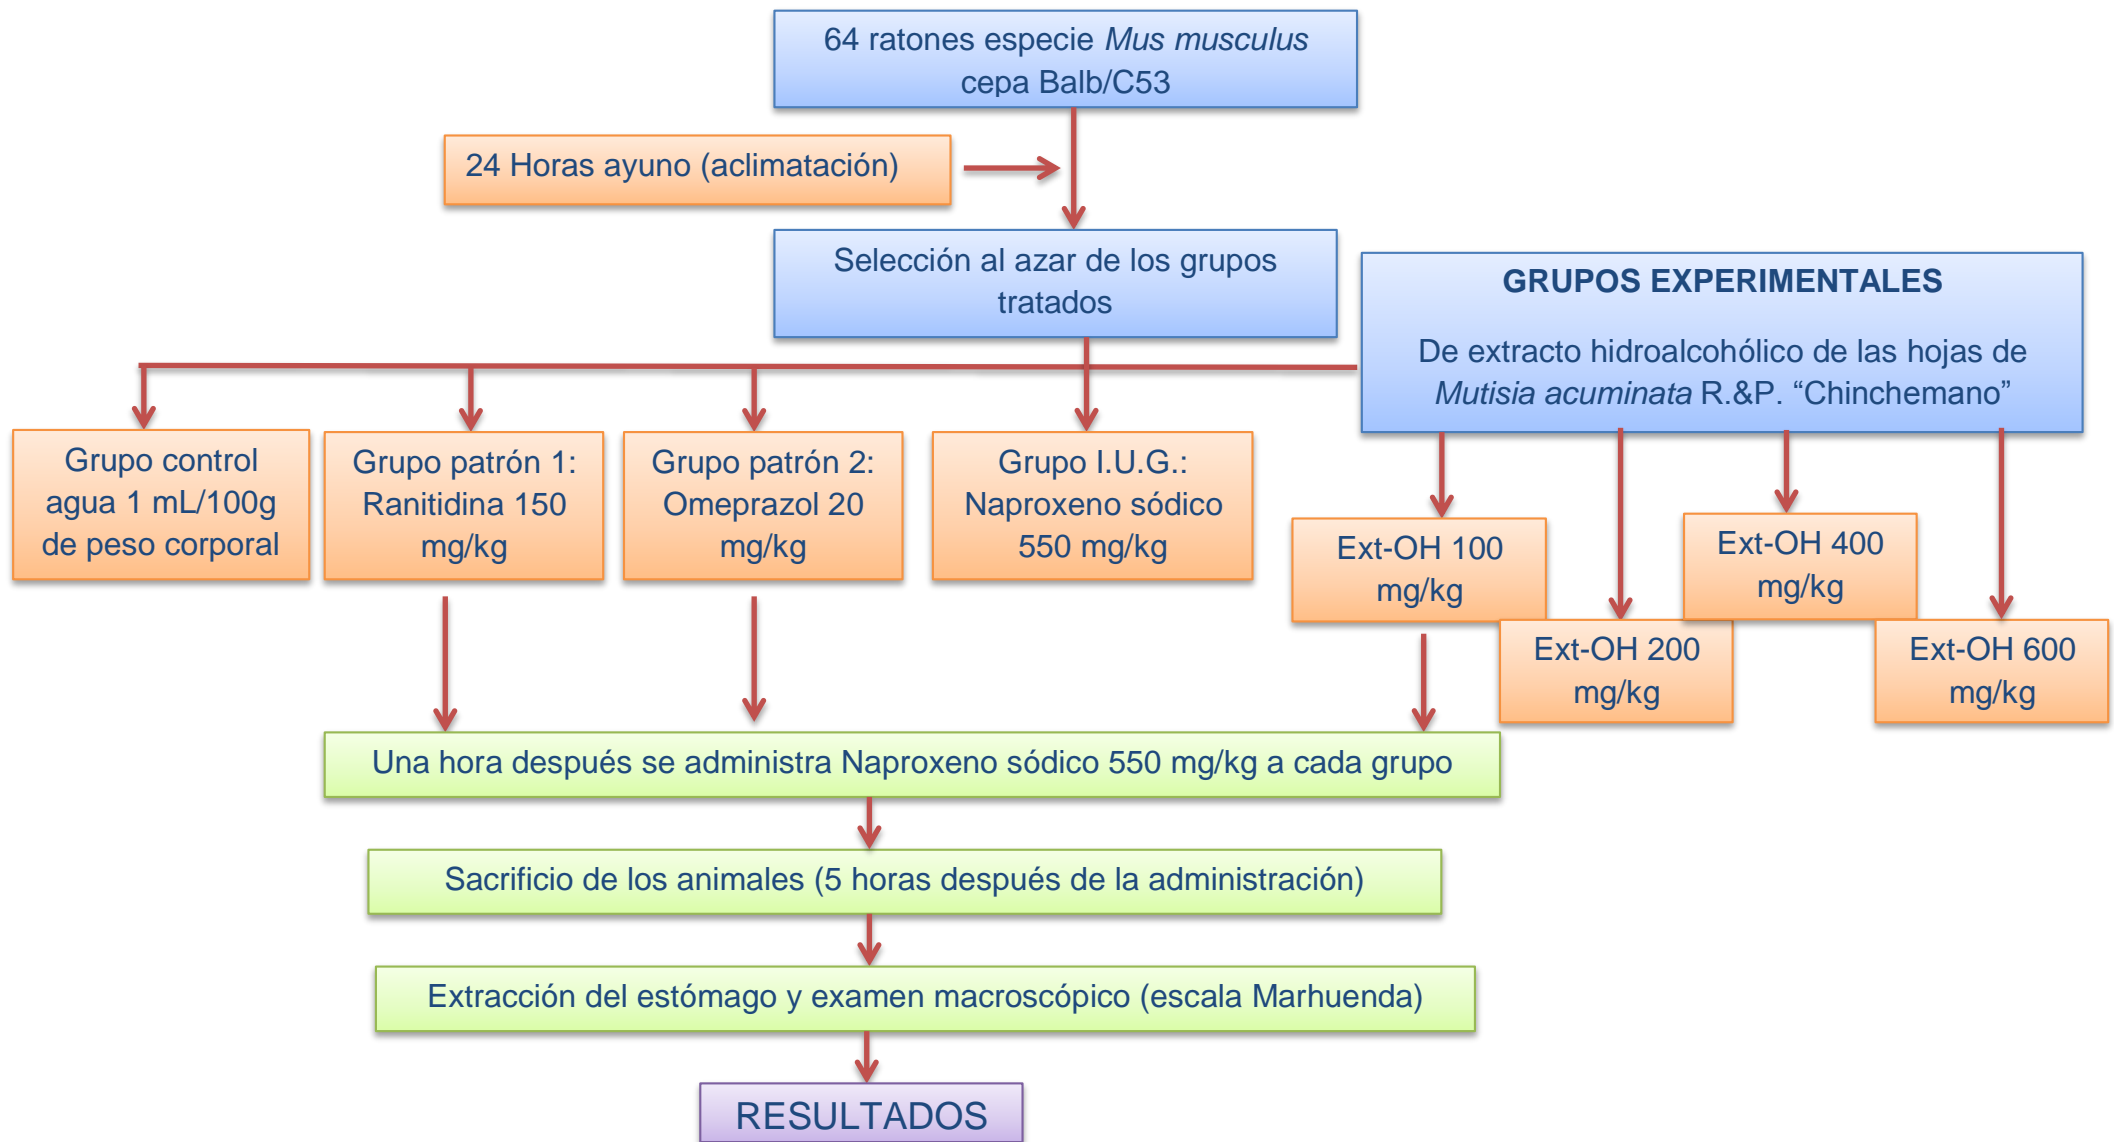 64 ratones especie Mus musculus
cepa Balb/C53
24 Horas ayuno (aclimatación)
Selección al azar de los grupos
tratados
GRUPOS EXPERIMENTALES
De extracto hidroalcohólico de las hojas de
Mutisia acuminata R.&P. “Chinchemano”
Grupo control
agua 1 mL/100g
de peso corporal
Grupo patrón 1:
Ranitidina 150
mg/kg
Grupo patrón 2:
Omeprazol 20
mg/kg
Grupo I.U.G.:
Naproxeno sódico
550 mg/kg
Ext-OH 100
mg/kg
Ext-OH 200
mg/kg
Ext-OH 400
mg/kg
Ext-OH 600
mg/kg
Una hora después se administra Naproxeno sódico 550 mg/kg a cada grupo
Sacrificio de los animales (5 horas después de la administración)
Extracción del estómago y examen macroscópico (escala Marhuenda)
RESULTADOS